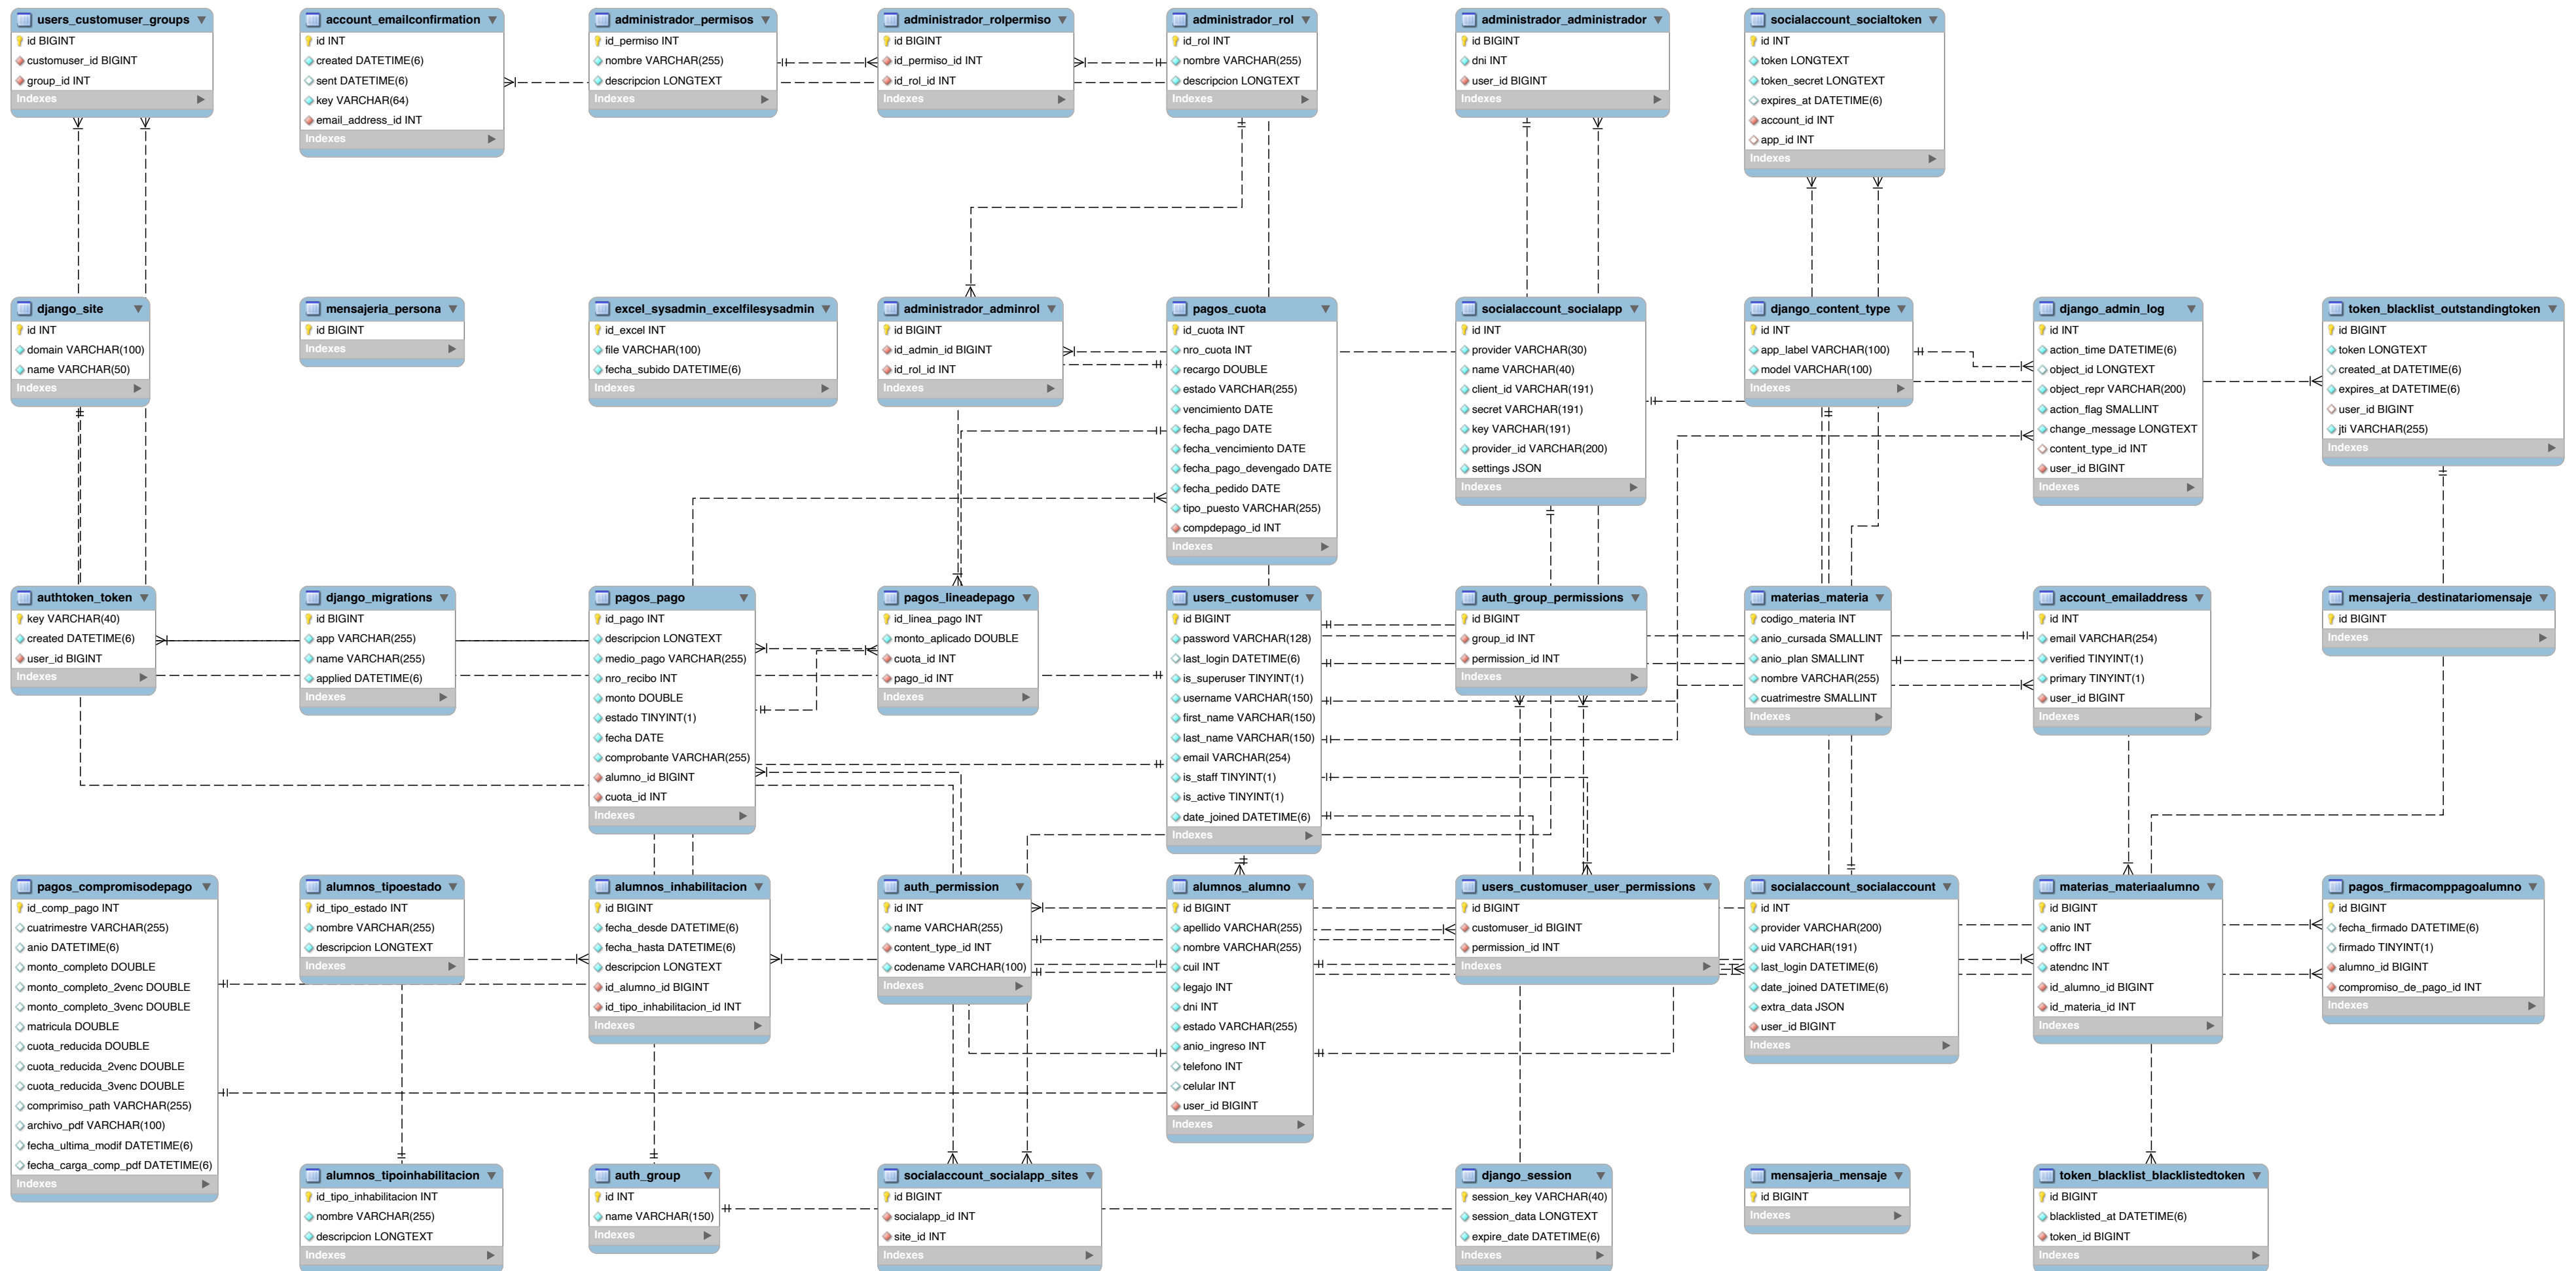 users_customuser_groups
id BIGINT
customuser_id BIGINT
group_id INT
Indexes
account_emailconfirmation
id INT
created DATETIME(6)
sent DATETIME(6)
key VARCHAR(64)
email_address_id INT
Indexes
administrador_permisos
id_permiso INT
nombre VARCHAR(255)
descripcion LONGTEXT
Indexes
administrador_rolpermiso
id BIGINT
id_permiso_id INT
id_rol_id INT
Indexes
administrador_rol
id_rol INT
nombre VARCHAR(255)
descripcion LONGTEXT
Indexes
administrador_administrador
id BIGINT
dni INT
user_id BIGINT
Indexes
socialaccount_socialtoken
id INT
token LONGTEXT
token_secret LONGTEXT
expires_at DATETIME(6)
account_id INT
app_id INT
Indexes
django_site
id INT
domain VARCHAR(100)
name VARCHAR(50)
Indexes
mensajeria_persona
id BIGINT
Indexes
excel_sysadmin_excelfilesysadmin
id_excel INT
file VARCHAR(100)
fecha_subido DATETIME(6)
Indexes
administrador_adminrol
id BIGINT
id_admin_id BIGINT
id_rol_id INT
Indexes
pagos_cuota
id_cuota INT
nro_cuota INT
recargo DOUBLE
estado VARCHAR(255)
vencimiento DATE
fecha_pago DATE
fecha_vencimiento DATE
fecha_pago_devengado DATE
fecha_pedido DATE
tipo_puesto VARCHAR(255)
compdepago_id INT
Indexes
socialaccount_socialapp
id INT
provider VARCHAR(30)
name VARCHAR(40)
client_id VARCHAR(191)
secret VARCHAR(191)
key VARCHAR(191)
provider_id VARCHAR(200)
settings JSON
Indexes
django_content_type
id INT
app_label VARCHAR(100)
model VARCHAR(100)
Indexes
django_admin_log
id INT
action_time DATETIME(6)
object_id LONGTEXT
object_repr VARCHAR(200)
action_flag SMALLINT
change_message LONGTEXT
content_type_id INT
user_id BIGINT
Indexes
token_blacklist_outstandingtoken
id BIGINT
token LONGTEXT
created_at DATETIME(6)
expires_at DATETIME(6)
user_id BIGINT
jti VARCHAR(255)
Indexes
authtoken_token
key VARCHAR(40)
created DATETIME(6)
user_id BIGINT
Indexes
django_migrations
id BIGINT
app VARCHAR(255)
name VARCHAR(255)
applied DATETIME(6)
Indexes
pagos_pago
id_pago INT
descripcion LONGTEXT
medio_pago VARCHAR(255)
nro_recibo INT
monto DOUBLE
estado TINYINT(1)
fecha DATE
comprobante VARCHAR(255)
alumno_id BIGINT
cuota_id INT
Indexes
pagos_lineadepago
id_linea_pago INT
monto_aplicado DOUBLE
cuota_id INT
pago_id INT
Indexes
users_customuser
id BIGINT
password VARCHAR(128)
last_login DATETIME(6)
is_superuser TINYINT(1)
username VARCHAR(150)
first_name VARCHAR(150)
last_name VARCHAR(150)
email VARCHAR(254)
is_staff TINYINT(1)
is_active TINYINT(1)
date_joined DATETIME(6)
Indexes
auth_group_permissions
id BIGINT
group_id INT
permission_id INT
Indexes
materias_materia
codigo_materia INT
anio_cursada SMALLINT
anio_plan SMALLINT
nombre VARCHAR(255)
cuatrimestre SMALLINT
Indexes
account_emailaddress
id INT
email VARCHAR(254)
verified TINYINT(1)
primary TINYINT(1)
user_id BIGINT
Indexes
mensajeria_destinatariomensaje
id BIGINT
Indexes
pagos_compromisodepago
id_comp_pago INT
cuatrimestre VARCHAR(255)
anio DATETIME(6)
monto_completo DOUBLE
monto_completo_2venc DOUBLE
monto_completo_3venc DOUBLE
matricula DOUBLE
cuota_reducida DOUBLE
cuota_reducida_2venc DOUBLE
cuota_reducida_3venc DOUBLE
comprimiso_path VARCHAR(255)
archivo_pdf VARCHAR(100)
fecha_ultima_modif DATETIME(6)
fecha_carga_comp_pdf DATETIME(6)
Indexes
alumnos_tipoestado
id_tipo_estado INT
nombre VARCHAR(255)
descripcion LONGTEXT
Indexes
alumnos_inhabilitacion
id BIGINT
fecha_desde DATETIME(6)
fecha_hasta DATETIME(6)
descripcion LONGTEXT
id_alumno_id BIGINT
id_tipo_inhabilitacion_id INT
Indexes
auth_permission
id INT
name VARCHAR(255)
content_type_id INT
codename VARCHAR(100)
Indexes
alumnos_alumno
id BIGINT
apellido VARCHAR(255)
nombre VARCHAR(255)
cuil INT
legajo INT
dni INT
estado VARCHAR(255)
anio_ingreso INT
telefono INT
celular INT
user_id BIGINT
Indexes
users_customuser_user_permissions
id BIGINT
customuser_id BIGINT
permission_id INT
Indexes
socialaccount_socialaccount
id INT
provider VARCHAR(200)
uid VARCHAR(191)
last_login DATETIME(6)
date_joined DATETIME(6)
extra_data JSON
user_id BIGINT
Indexes
materias_materiaalumno
id BIGINT
anio INT
offrc INT
atendnc INT
id_alumno_id BIGINT
id_materia_id INT
Indexes
pagos_firmacomppagoalumno
id BIGINT
fecha_firmado DATETIME(6)
firmado TINYINT(1)
alumno_id BIGINT
compromiso_de_pago_id INT
Indexes
alumnos_tipoinhabilitacion
id_tipo_inhabilitacion INT
nombre VARCHAR(255)
descripcion LONGTEXT
Indexes
auth_group
id INT
name VARCHAR(150)
Indexes
socialaccount_socialapp_sites
id BIGINT
socialapp_id INT
site_id INT
Indexes
django_session
session_key VARCHAR(40)
session_data LONGTEXT
expire_date DATETIME(6)
Indexes
mensajeria_mensaje
id BIGINT
Indexes
token_blacklist_blacklistedtoken
id BIGINT
blacklisted_at DATETIME(6)
token_id BIGINT
Indexes